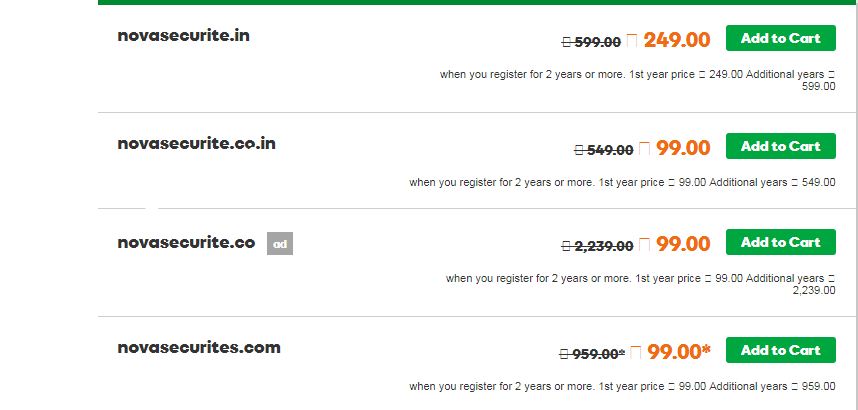 novasecurite.in
599.00 249.00 Add to Cart
when you register for 2 years or more. 1st year price 249.00 Additional years
599.00
novasecurite.co.in
549.00 99.00 Add to Cart
when you register for 2 years or more. 1st year price 99.00 Additional years 549.00
novasecurite.co ad
2,239.00 99.00 Add to Cart
when you register for 2 years or more. 1st year price 99.00 Additional years
2,239.00
novasecurites.com
959.00* 99.00* Add to Cart
when you register for 2 years or more. 1st year price 99.00 Additional years 959.00